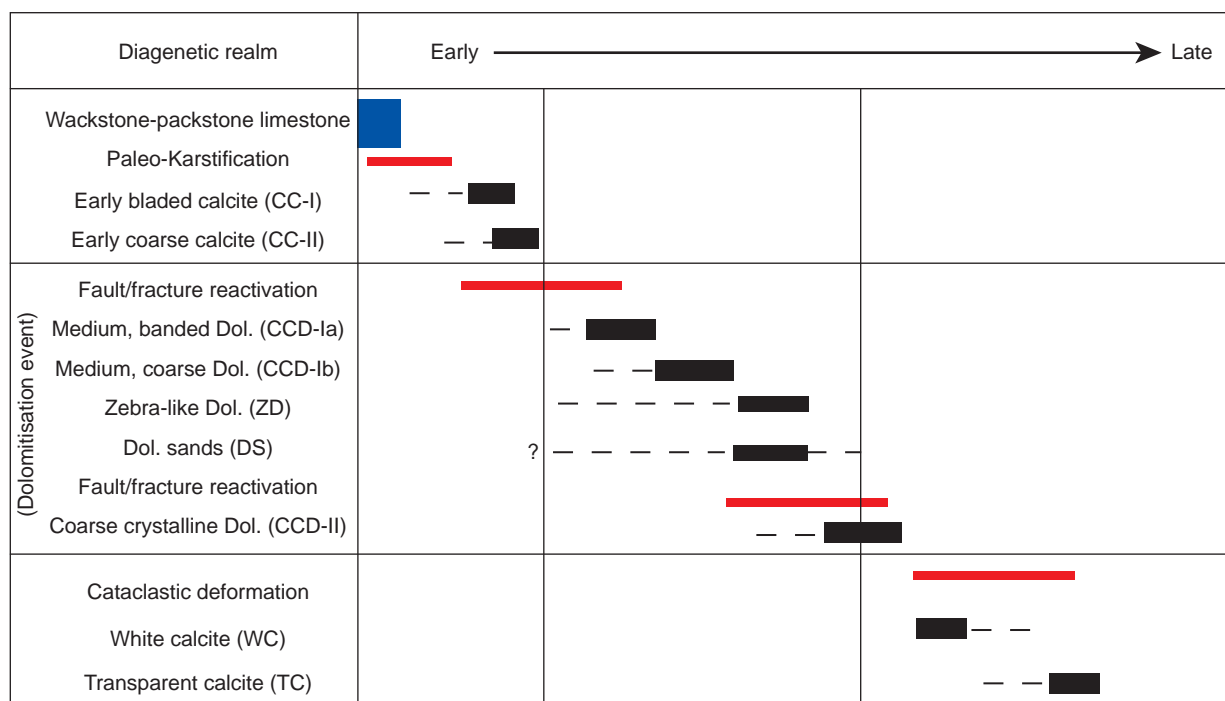 Diagenetic realm
Early
Late
Wackstone-packstone limestone
Paleo-Karstification
Early bladed calcite (CC-I)
Early coarse calcite (CC-II)
(Dolomitisation event)
Fault/fracture reactivation
Medium, banded Dol. (CCD-Ia)
Medium, coarse Dol. (CCD-Ib)
Zebra-like Dol. (ZD)
Dol. sands (DS)
?
Fault/fracture reactivation
Coarse crystalline Dol. (CCD-II)
Cataclastic deformation
White calcite (WC)
Transparent calcite (TC)